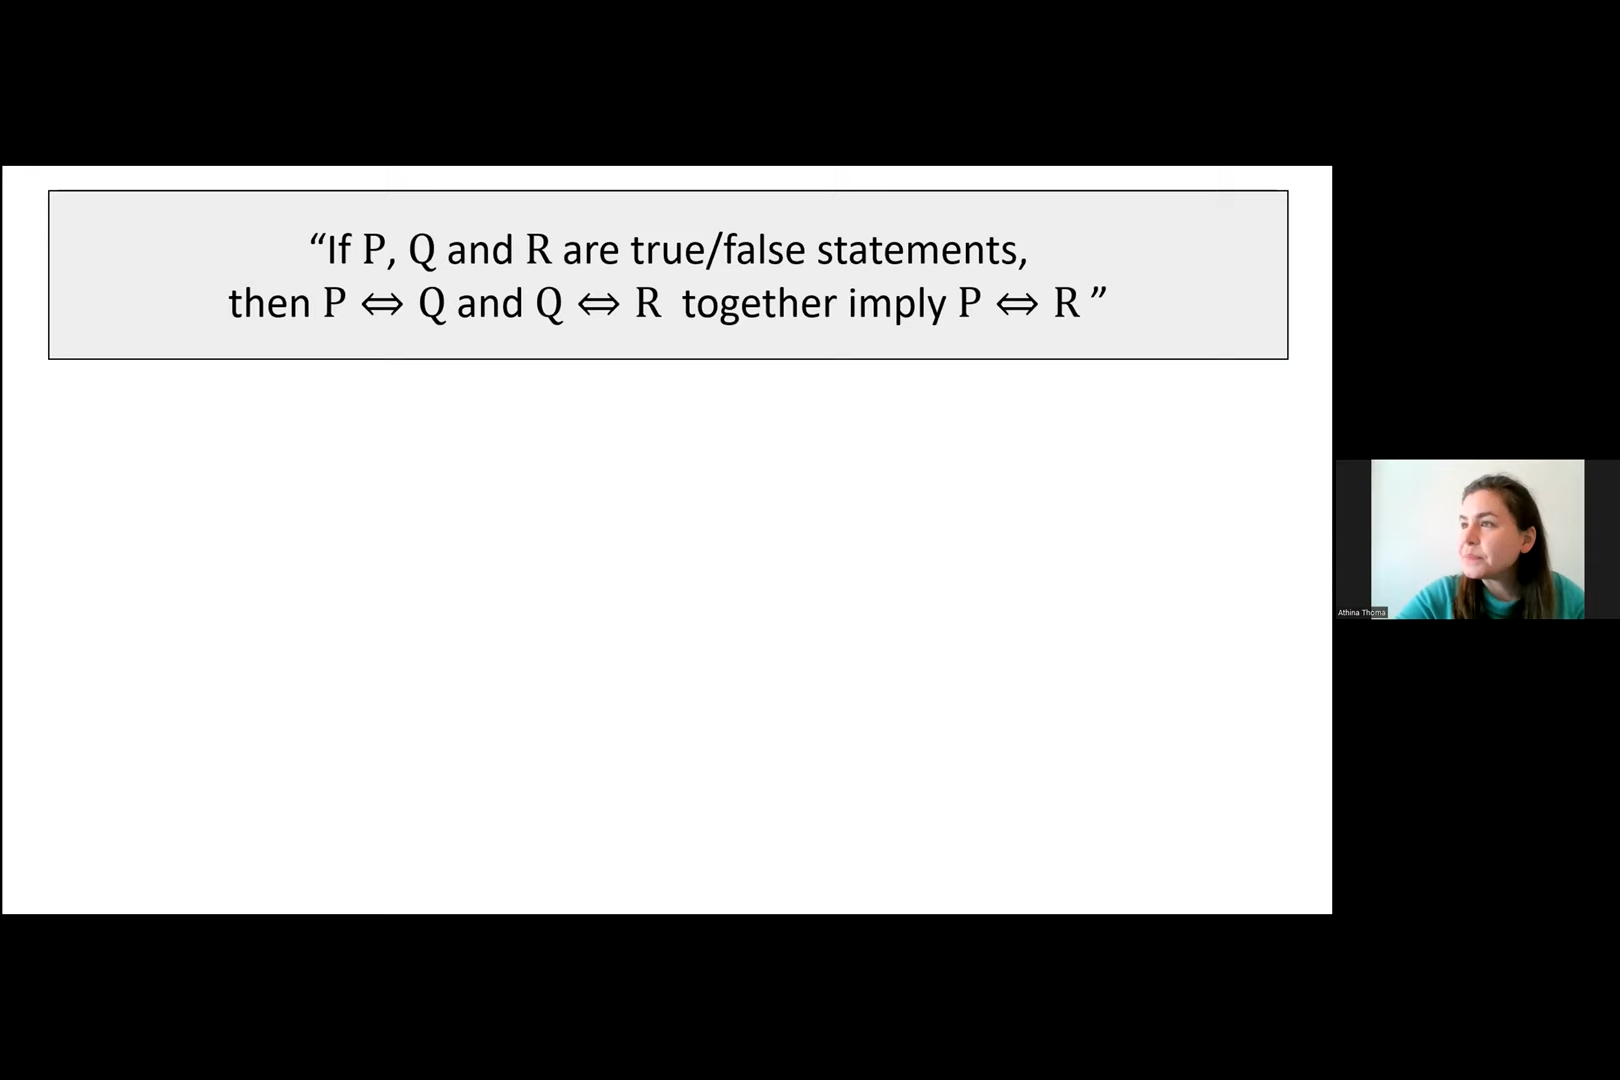 “If P, Q and R are true/false statements,
then P ⇔ Q and Q ⇔ R together imply P ⇔ R ”
Athina Thoma